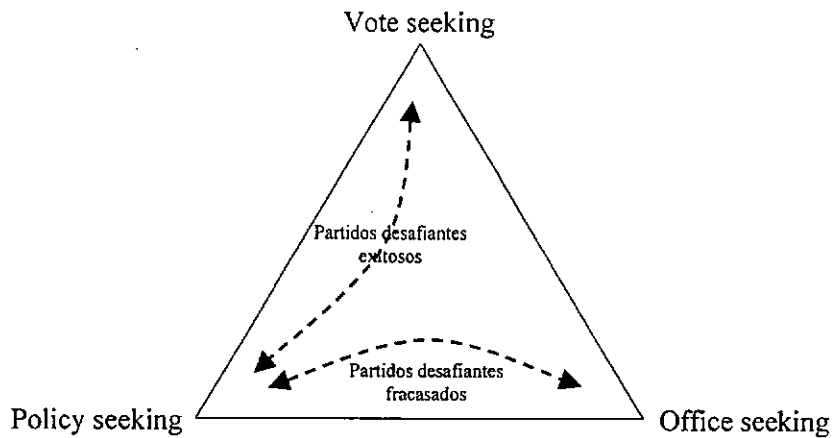 Vote seeking
Partidos desafiantes
exitosos
Partidos desafiantes
fracasados
Policy seeking
Office seeking